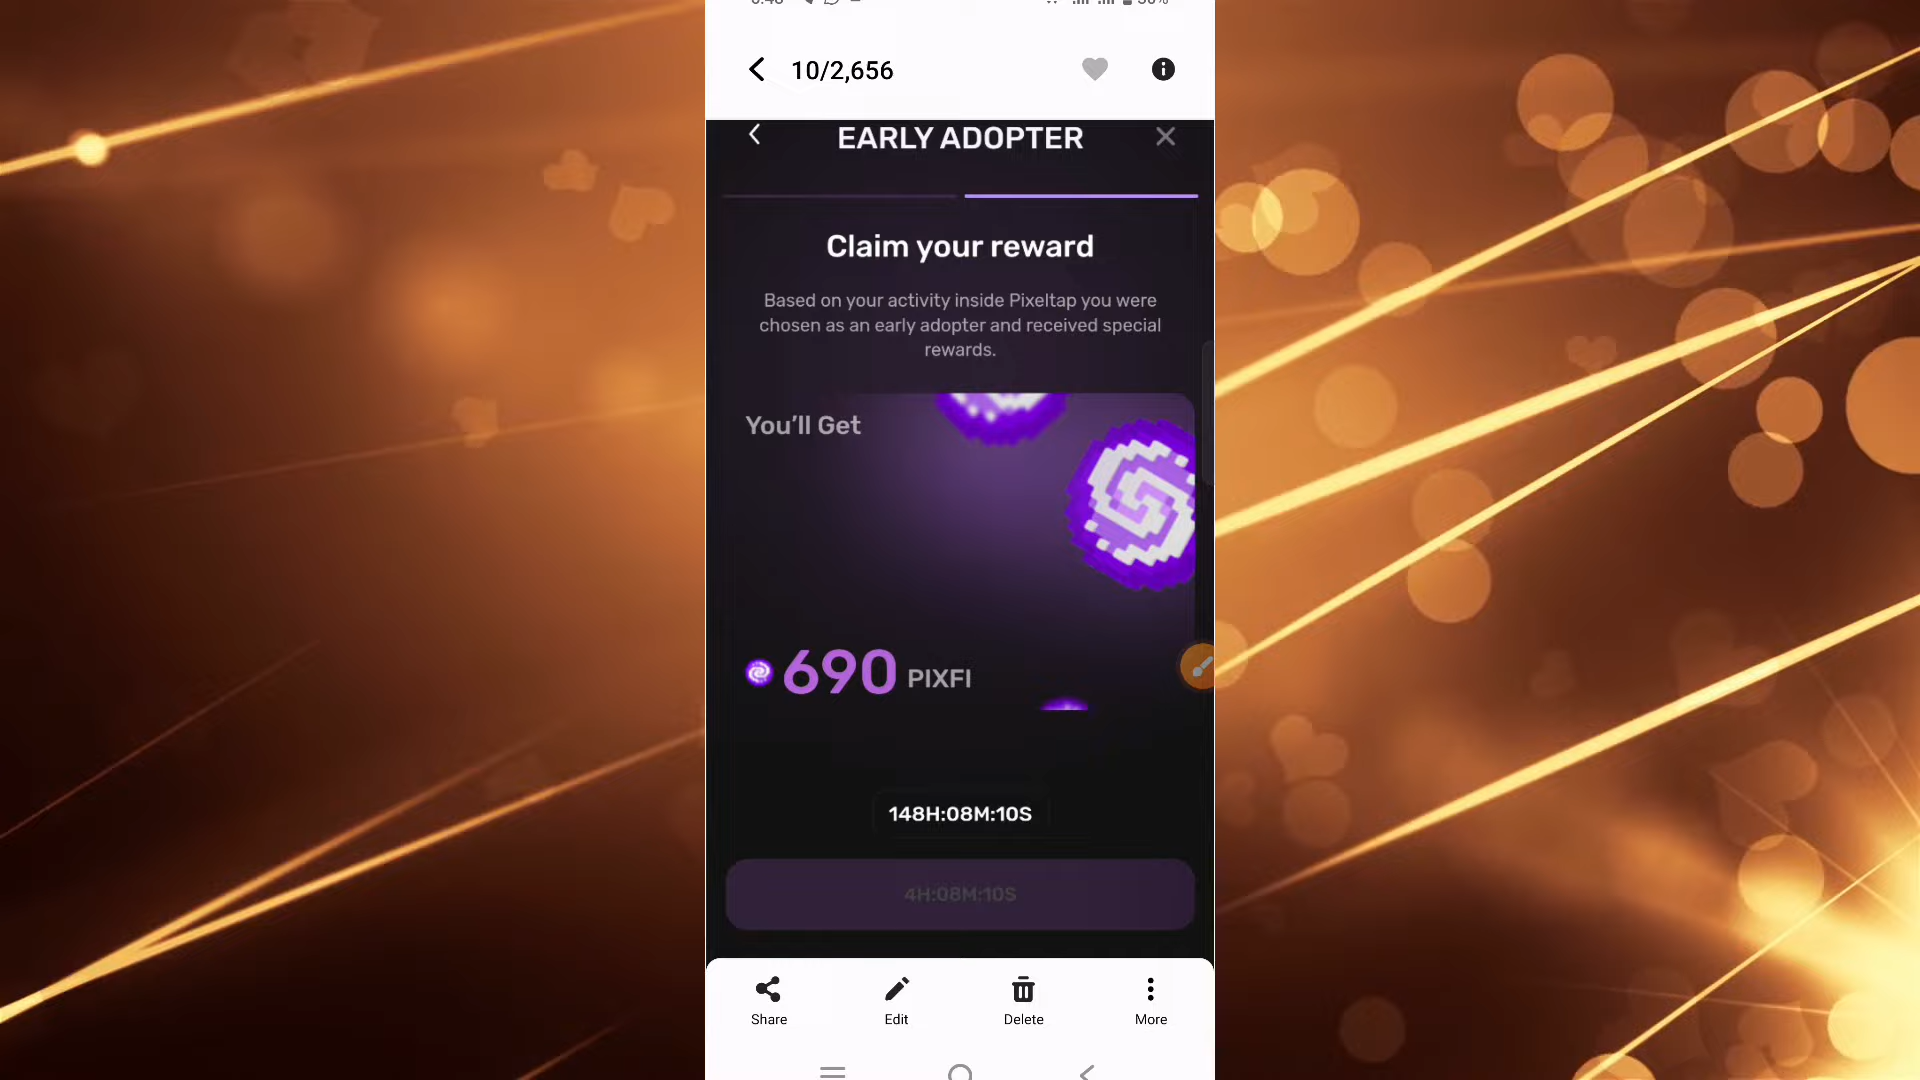 10/2,656
EARLY ADOPTER
Claim your reward
Based on your activity inside Pixeltap you were
chosen as an early adopter and received special
rewards.
You'll Get
690 PIXFI
148H:08M:10S
4H:08M:10S
Share Edit Delete More